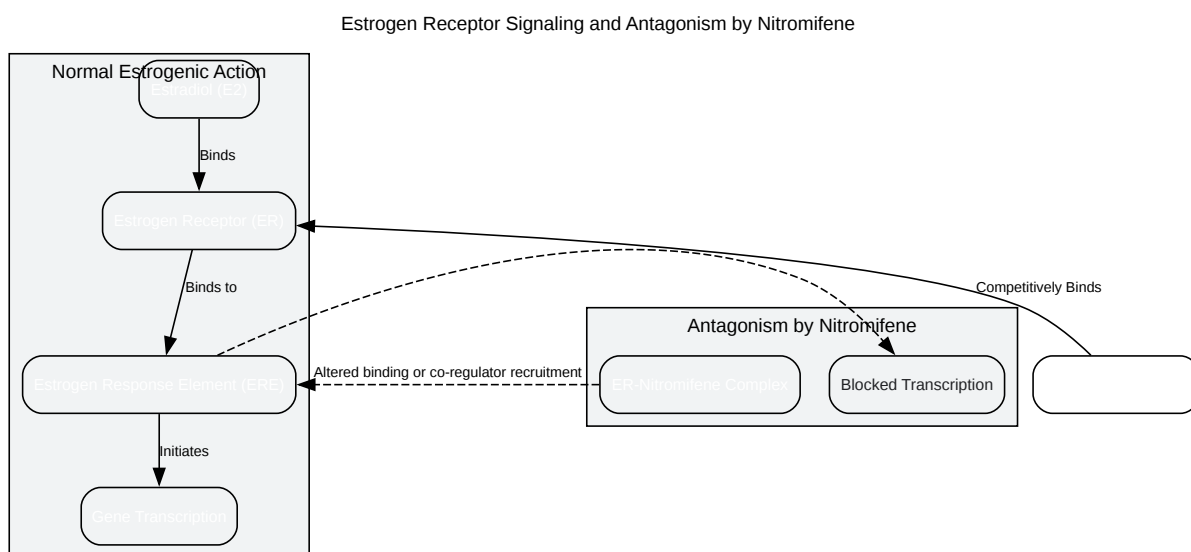 Estrogen Receptor Signaling and Antagonism by Nitromifene
Normal Estrogenic Action
Estradiol (E2)
Binds
Estrogen Receptor (ER)
Binds to
Competitively Binds
Antagonism by Nitromifene
Estrogen Response Element (ERE)
Altered binding or co-regulator recruitment
ER-Nitromifene Complex
Blocked Transcription
Initiates
Gene Transcription